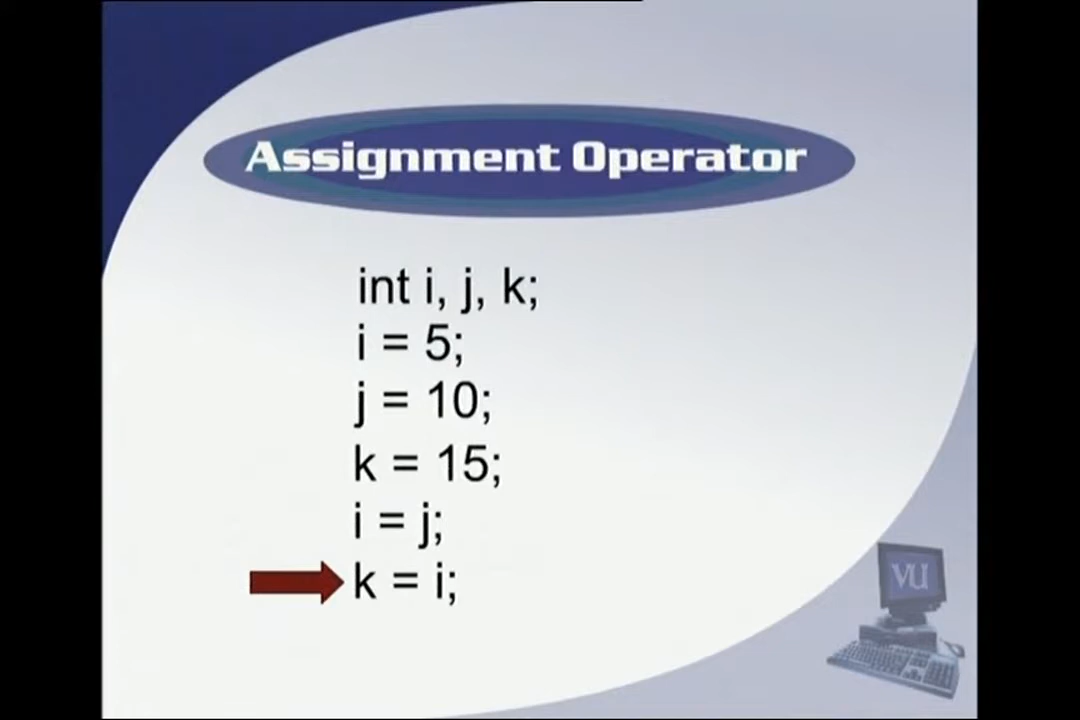 Assignment Operator
int i, j, k;
i = 5;
j = 10;
k = 15;
i = j;
k = i;
VU